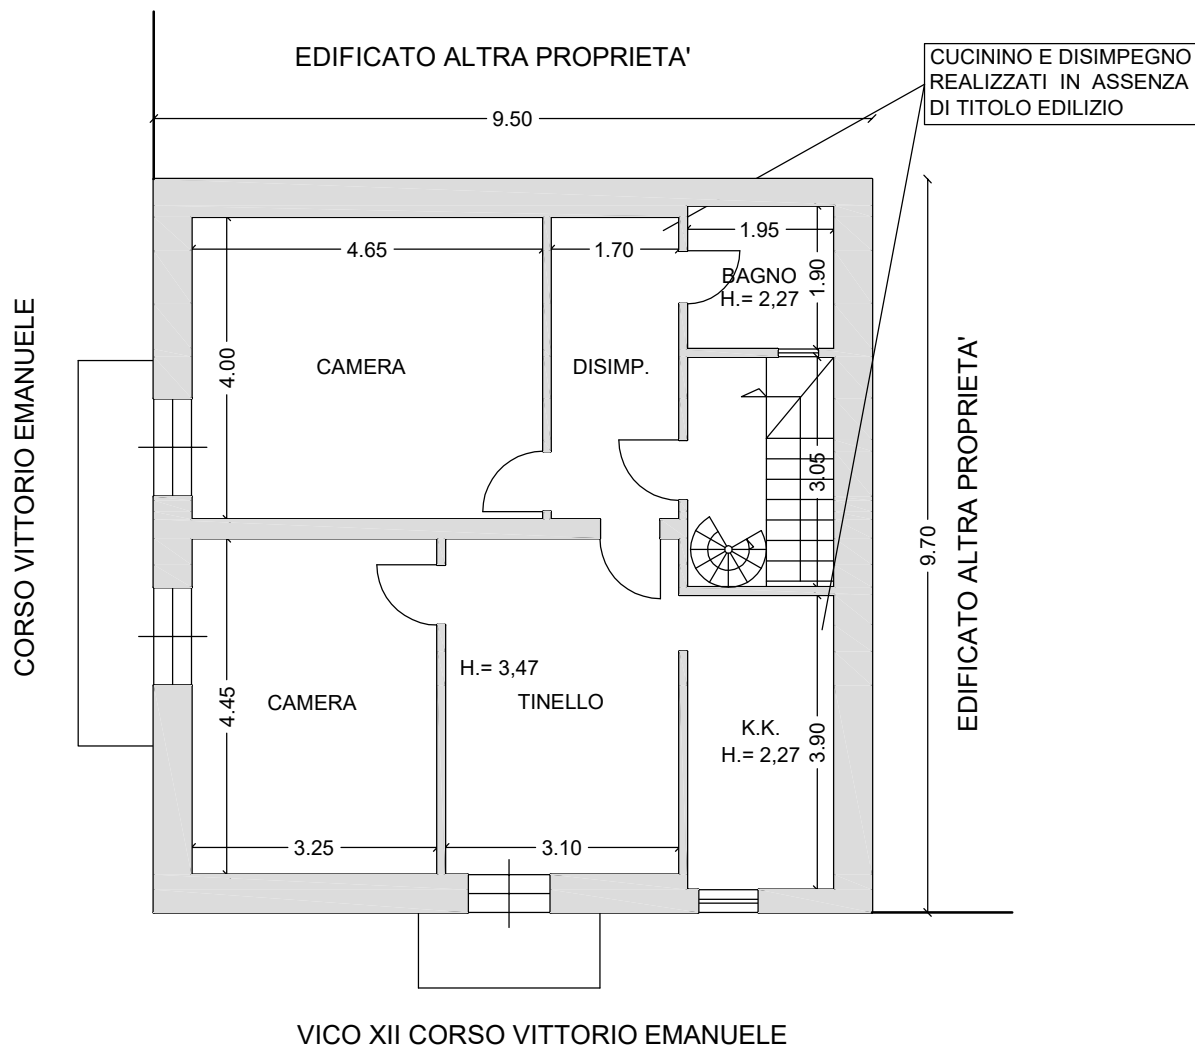 EDIFICATO ALTRA PROPRIETA'
CUCININO E DISIMPEGNO
REALIZZATI IN ASSENZA
DI TITOLO EDILIZIO
9.50
4.65
1.70
1.95
BAGNO
H.= 2,27
1.90
CORSO VITTORIO EMANUELE
4.00
CAMERA
DISIMP.
3.05
EDIFICATO ALTRA PROPRIETA'
9.70
H.= 3,47
4.45
CAMERA
TINELLO
K.K.
H.= 2,27
3.90
3.25
3.10
VICO XII CORSO VITTORIO EMANUELE